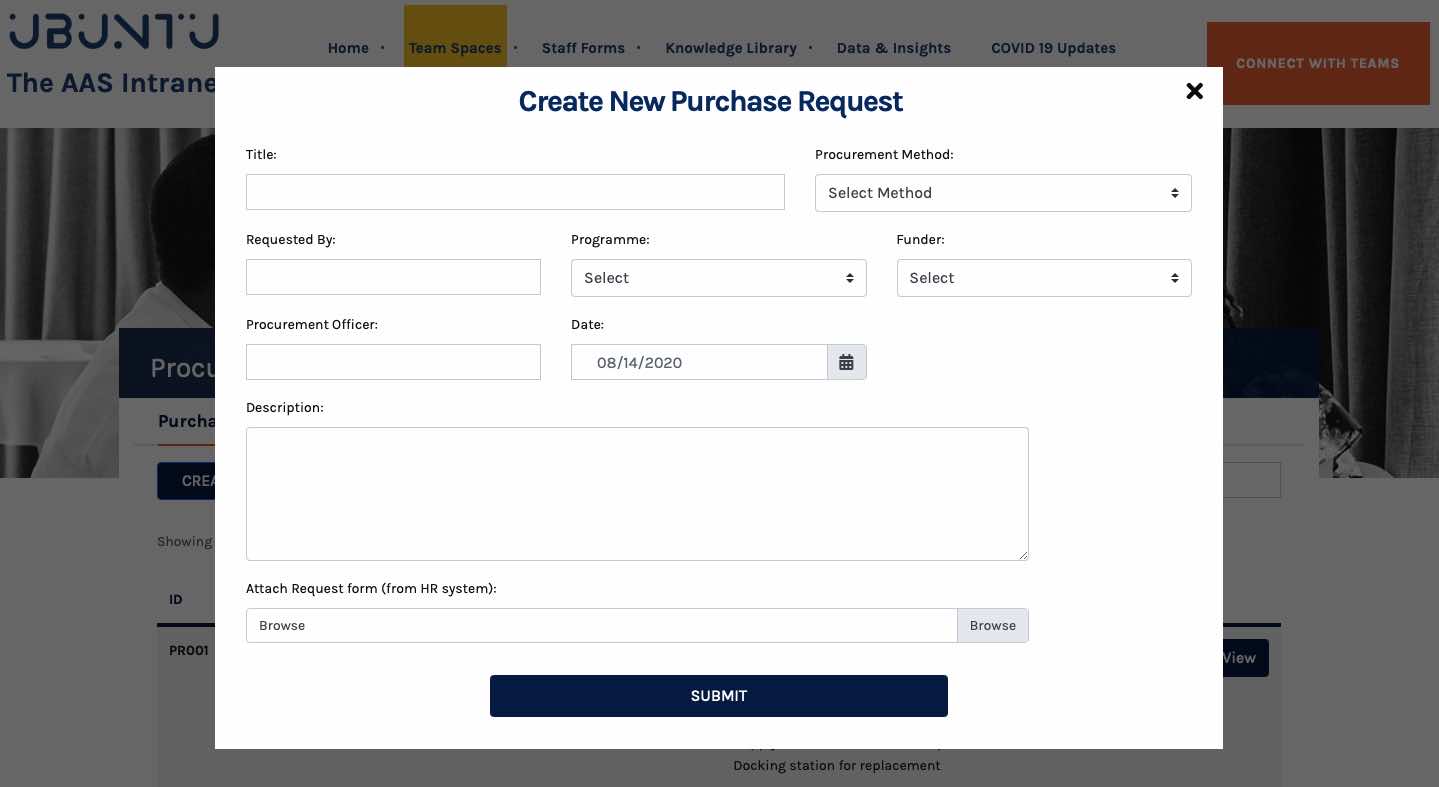 UBUNTU
The AAS Intrane
Home • Team Spaces • Staff Forms • Knowledge Library • Data & Insights COVID 19 Updates
CONNECT WITH TEAMS
Create New Purchase Request
Title:
Procurement Method:
Select Method
Requested By:
Programme:
Funder:
Select
Select
Procurement Officer:
Date:
08/14/2020
Procu
Description:
Purcha
CREA
Showing
Attach Request form (from HR system):
ID
Browse
Browse
PR001
View
SUBMIT
Docking station for replacement